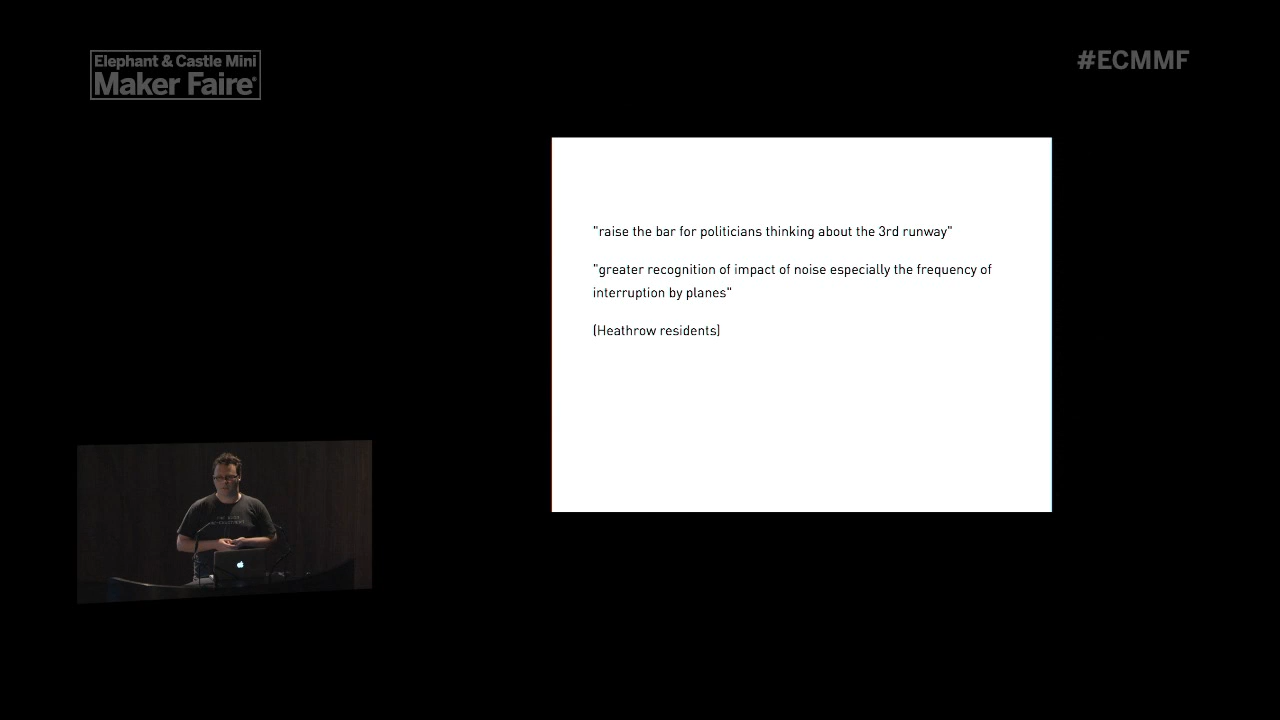 Elephant & Castle Mini
Maker Faire®
#ECMMF
"raise the bar for politicians thinking about the 3rd runway"
"greater recognition of impact of noise especially the frequency of
interruption by planes"
(Heathrow residents)